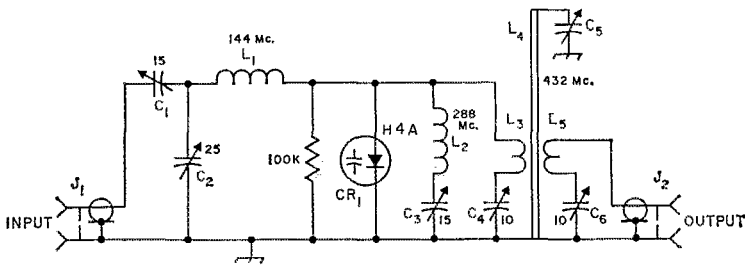 144 Mc.
L1
15
C1
25
C2
100K
H4A
CR1
288
Mc.
L2
C3 15
C4 10
L3
L4
432 Mc.
L5
C5
10 C6
J1
INPUT
J2
OUTPUT